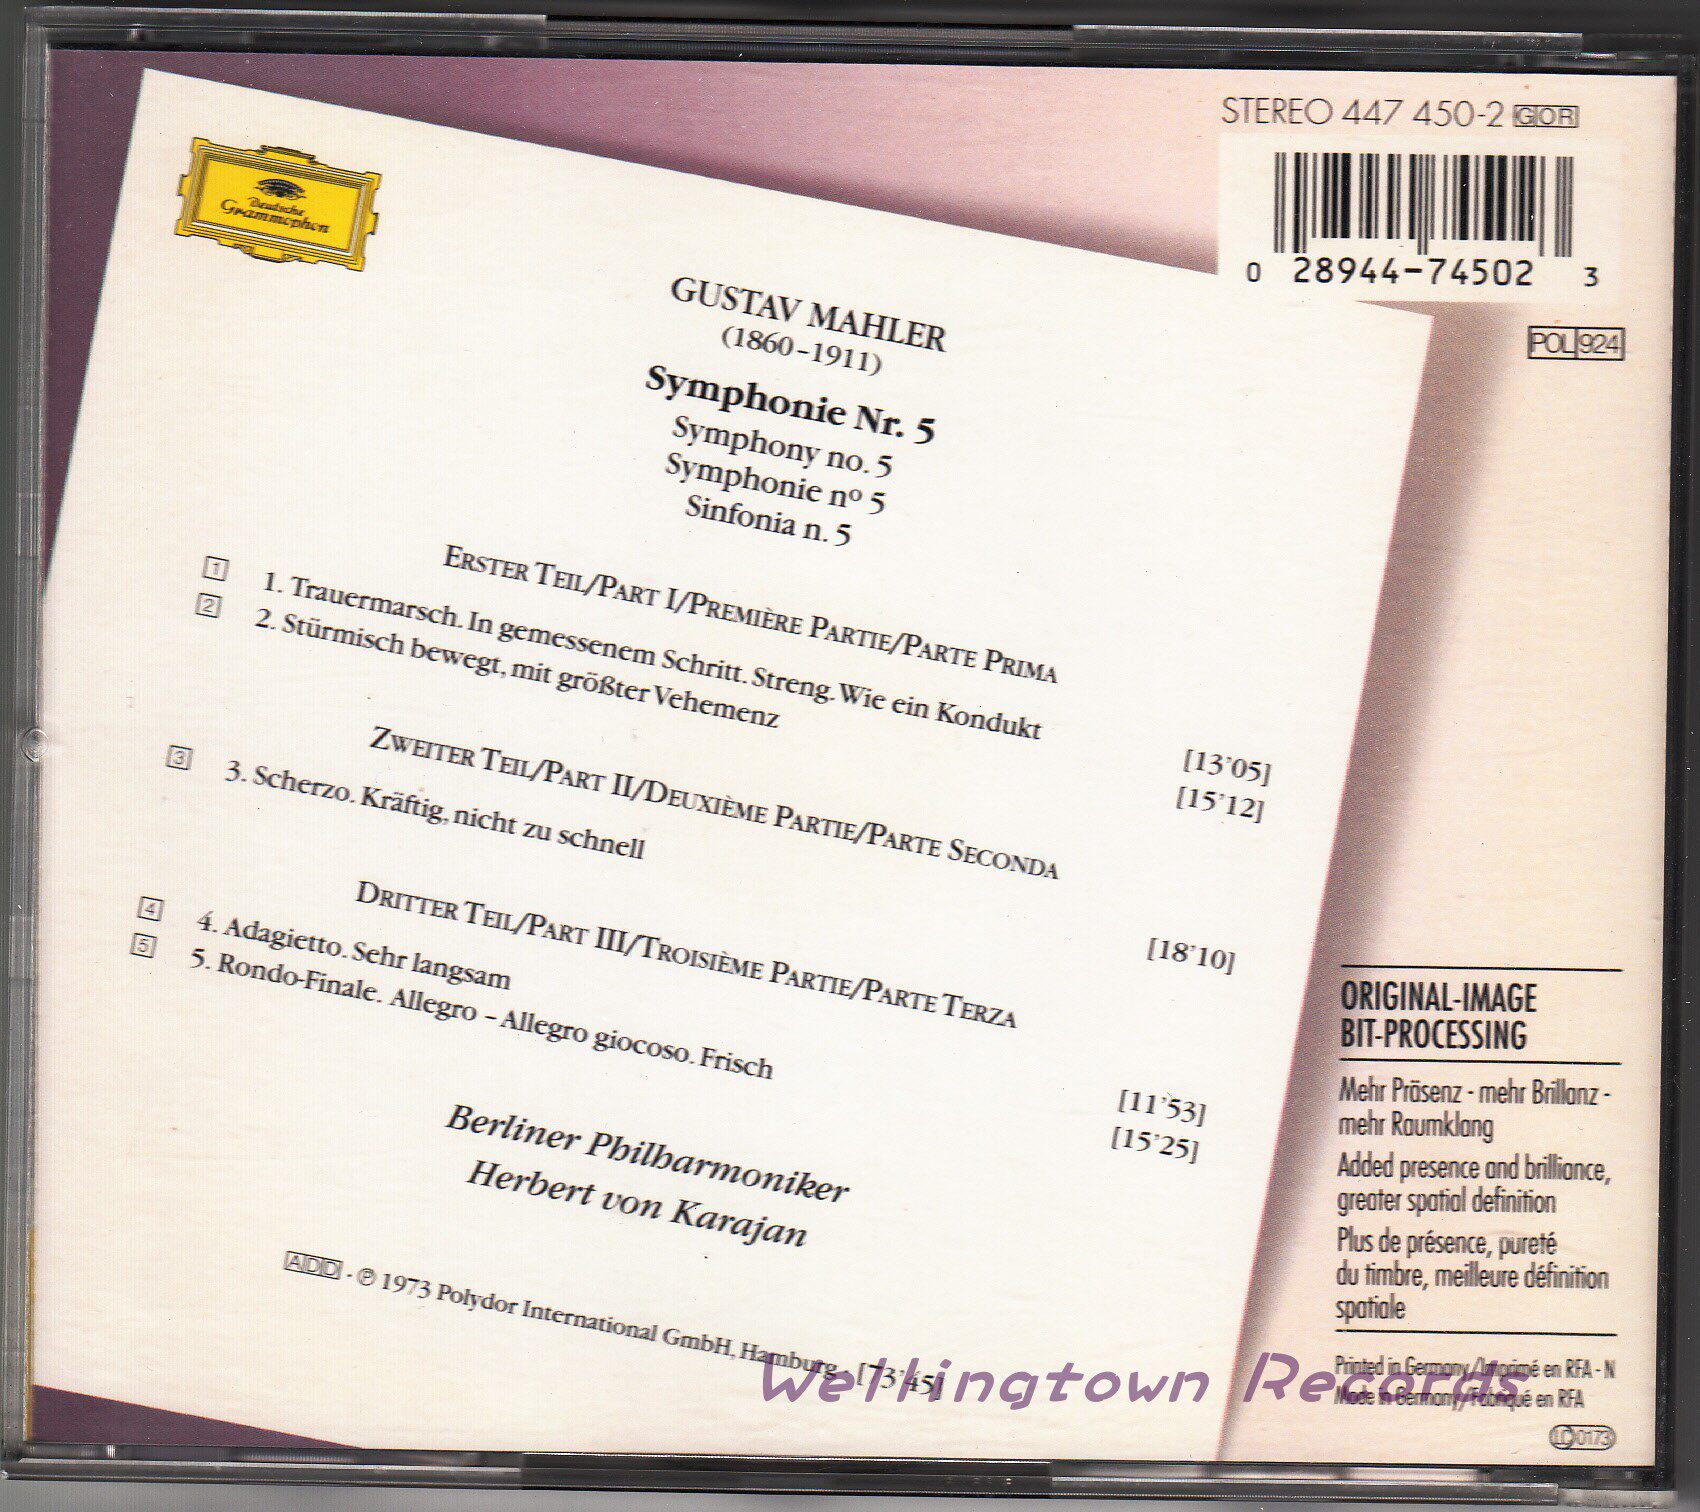 STEREO 447 450-2 GOR
0 28944-74502 3
POL 924
Deutsche
Grammophon
GUSTAV MAHLER
(1860–1911)
Symphonie Nr. 5
Symphony no. 5
Symphonie nº 5
Sinfonia n. 5
ERSTER TEIL/PART I/PREMIÈRE PARTIE/PARTE PRIMA
1 1. Trauermarsch. In gemessenem Schritt. Streng. Wie ein Kondukt [13'05]
2 2. Stürmisch bewegt, mit größter Vehemenz [15'12]
ZWEITER TEIL/PART II/DEUXIÈME PARTIE/PARTE SECONDA
3 3. Scherzo. Kräftig, nicht zu schnell [18'10]
DRITTER TEIL/PART III/TROISIÈME PARTIE/PARTE TERZA
4 4. Adagietto. Sehr langsam [11'53]
5 5. Rondo-Finale. Allegro – Allegro giocoso. Frisch [15'25]
Berliner Philharmoniker
Herbert von Karajan
ADD · ℗ 1973 Polydor International GmbH, Hamburg · [73'45]
ORIGINAL-IMAGE
BIT-PROCESSING
Mehr Präsenz - mehr Brillanz -
mehr Raumklang
Added presence and brilliance,
greater spatial definition
Plus de présence, pureté
du timbre, meilleure définition
spatiale
Printed in Germany/Imprimé en RFA - N
Made in Germany/Fabriqué en RFA
LC 0173
Wellingtown Records